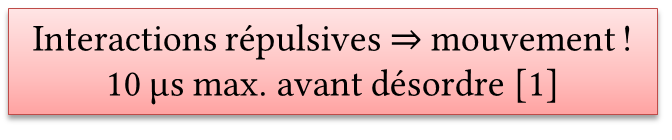 Interactions répulsives ⇒ mouvement !
10 µs max. avant désordre [1]